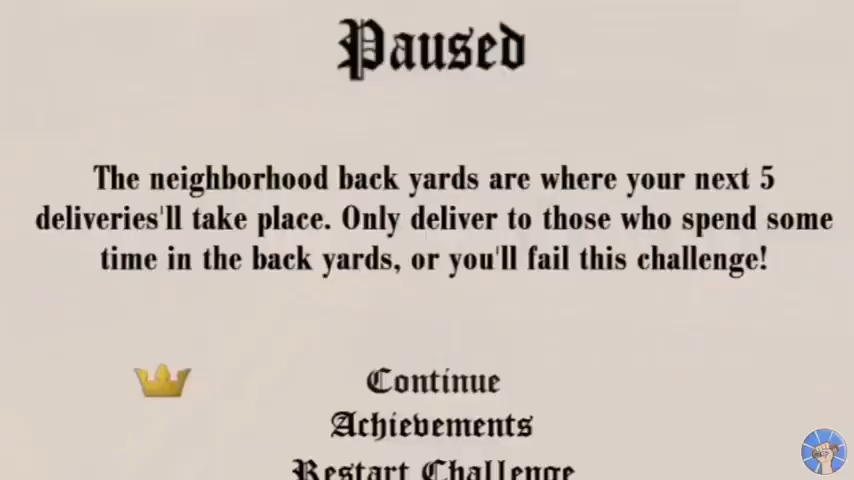 Paused
The neighborhood back yards are where your next 5
deliveries'll take place. Only deliver to those who spend some
time in the back yards, or you'll fail this challenge!
Continue
Achievements
Restart Challenge